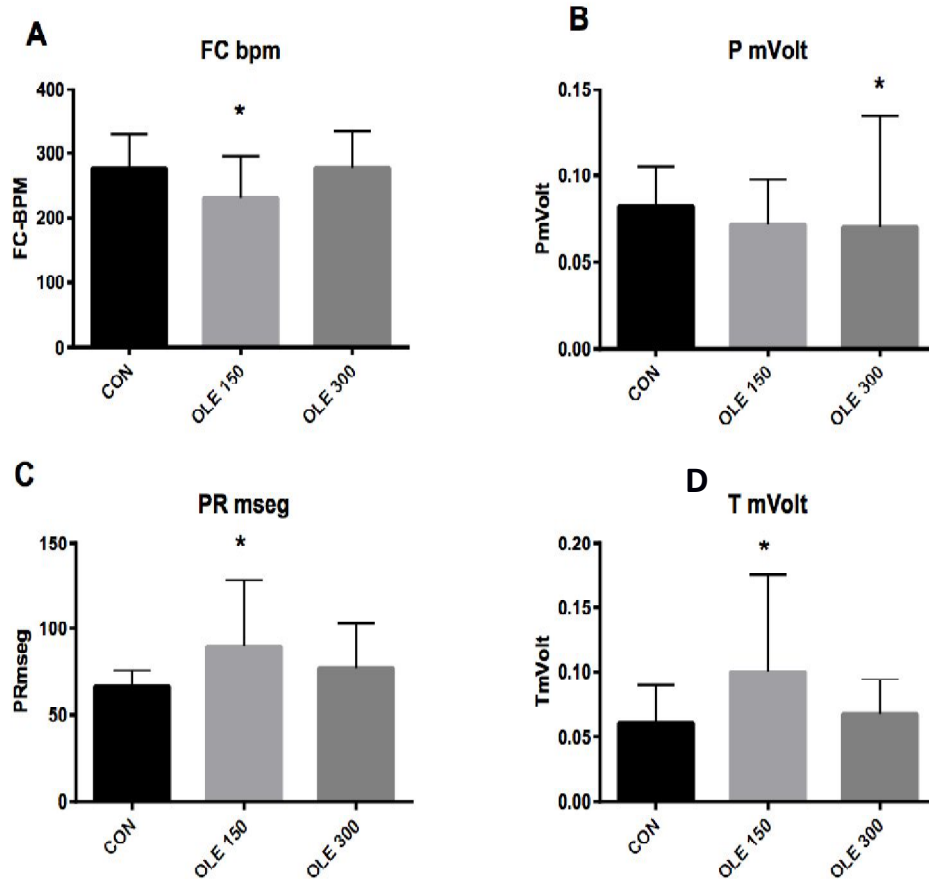 A
FC bpm
FC-BPM
400
300
200
100
0
*
CON
OLE 150
OLE 300
B
P mVolt
PmVolt
0.15
0.10
0.05
0.00
*
CON
OLE 150
OLE 300
C
PR mseg
PRmseg
150
100
50
0
*
CON
OLE 150
OLE 300
D
T mVolt
TmVolt
0.20
0.15
0.10
0.05
0.00
*
CON
OLE 150
OLE 300